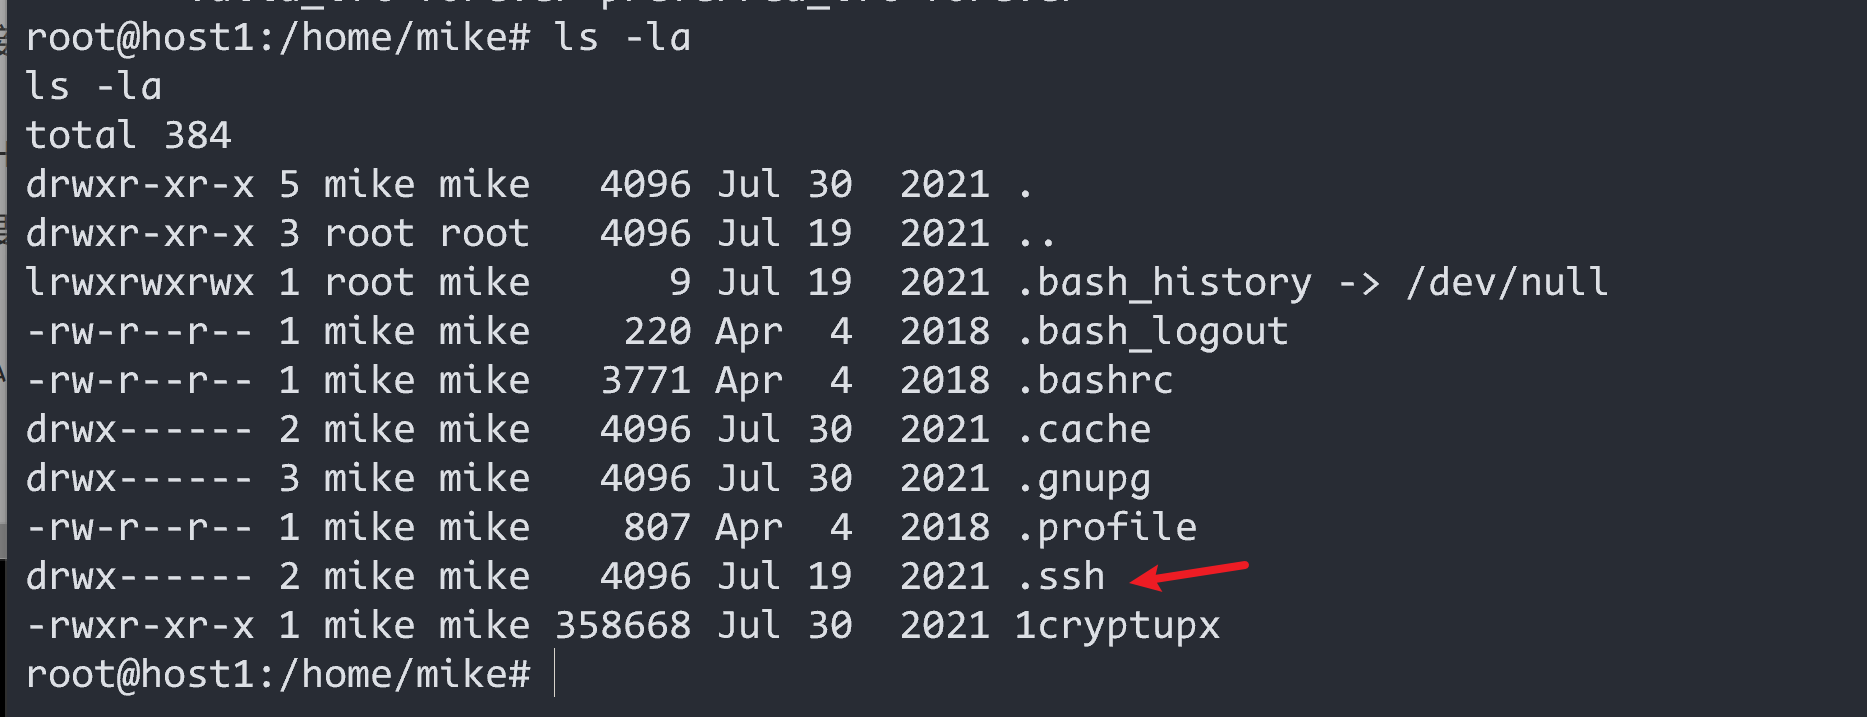 root@host1:/home/mike# ls -la
ls -la
total 384
drwxr-xr-x 5 mike mike   4096 Jul 30  2021 .
drwxr-xr-x 3 root root   4096 Jul 19  2021 ..
lrwxrwxrwx 1 root mike      9 Jul 19  2021 .bash_history -> /dev/null
-rw-r--r-- 1 mike mike    220 Apr  4  2018 .bash_logout
-rw-r--r-- 1 mike mike   3771 Apr  4  2018 .bashrc
drwx------ 2 mike mike   4096 Jul 30  2021 .cache
drwx------ 3 mike mike   4096 Jul 30  2021 .gnupg
-rw-r--r-- 1 mike mike    807 Apr  4  2018 .profile
drwx------ 2 mike mike   4096 Jul 19  2021 .ssh
-rwxr-xr-x 1 mike mike 358668 Jul 30  2021 1cryptupx
root@host1:/home/mike#